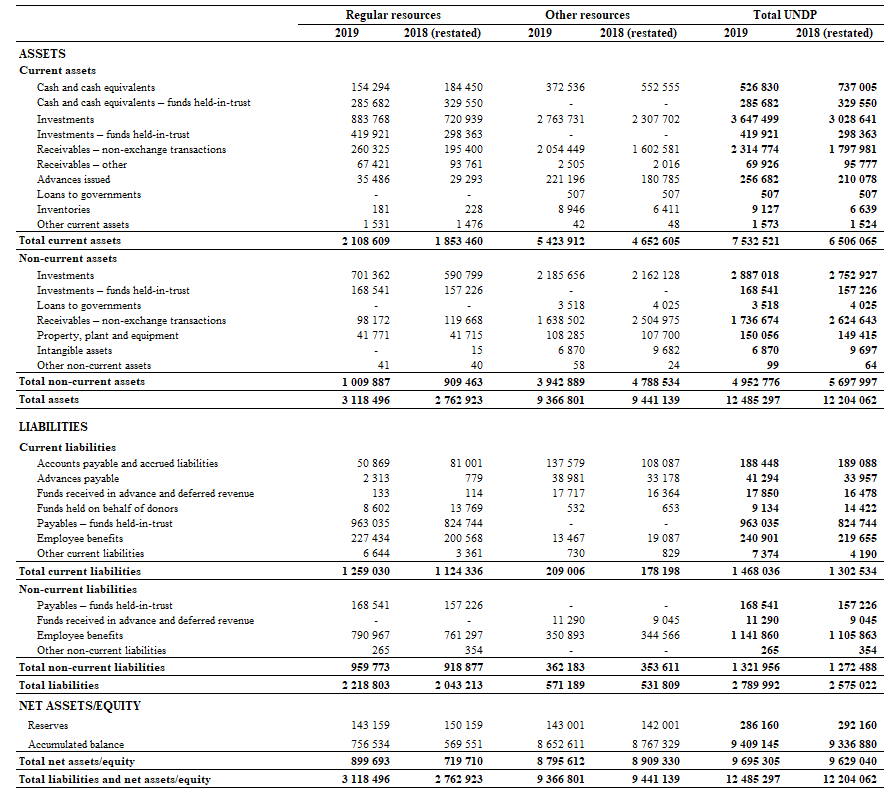 Regular resources Other resources Total UNDP
2019 2018 (restated) 2019 2018 (restated) 2019 2018 (restated)
ASSETS
Current assets
Cash and cash equivalents 154 294 184 450 372 536 552 555 526 830 737 005
Cash and cash equivalents – funds held-in-trust 285 682 329 550 - - 285 682 329 550
Investments 883 768 720 939 2 763 731 2 307 702 3 647 499 3 028 641
Investments – funds held-in-trust 419 921 298 363 - - 419 921 298 363
Receivables – non-exchange transactions 260 325 195 400 2 054 449 1 602 581 2 314 774 1 797 981
Receivables – other 67 421 93 761 2 505 2 016 69 926 95 777
Advances issued 35 486 29 293 221 196 180 785 256 682 210 078
Loans to governments - - 507 507 507 507
Inventories 181 228 8 946 6 411 9 127 6 639
Other current assets 1 531 1 476 42 48 1 573 1 524
Total current assets 2 108 609 1 853 460 5 423 912 4 652 605 7 532 521 6 506 065
Non-current assets
Investments 701 362 590 799 2 185 656 2 162 128 2 887 018 2 752 927
Investments – funds held-in-trust 168 541 157 226 - - 168 541 157 226
Loans to governments - - 3 518 4 025 3 518 4 025
Receivables – non-exchange transactions 98 172 119 668 1 638 502 2 504 975 1 736 674 2 624 643
Property, plant and equipment 41 771 41 715 108 285 107 700 150 056 149 415
Intangible assets - 15 6 870 9 682 6 870 9 697
Other non-current assets 41 40 58 24 99 64
Total non-current assets 1 009 887 909 463 3 942 889 4 788 534 4 952 776 5 697 997
Total assets 3 118 496 2 762 923 9 366 801 9 441 139 12 485 297 12 204 062
LIABILITIES
Current liabilities
Accounts payable and accrued liabilities 50 869 81 001 137 579 108 087 188 448 189 088
Advances payable 2 313 779 38 981 33 178 41 294 33 957
Funds received in advance and deferred revenue 133 114 17 717 16 364 17 850 16 478
Funds held on behalf of donors 8 602 13 769 532 653 9 134 14 422
Payables – funds held-in-trust 963 035 824 744 - - 963 035 824 744
Employee benefits 227 434 200 568 13 467 19 087 240 901 219 655
Other current liabilities 6 644 3 361 730 829 7 374 4 190
Total current liabilities 1 259 030 1 124 336 209 006 178 198 1 468 036 1 302 534
Non-current liabilities
Payables – funds held-in-trust 168 541 157 226 - - 168 541 157 226
Funds received in advance and deferred revenue - - 11 290 9 045 11 290 9 045
Employee benefits 790 967 761 297 350 893 344 566 1 141 860 1 105 863
Other non-current liabilities 265 354 - - 265 354
Total non-current liabilities 959 773 918 877 362 183 353 611 1 321 956 1 272 488
Total liabilities 2 218 803 2 043 213 571 189 531 809 2 789 992 2 575 022
NET ASSETS/EQUITY
Reserves 143 159 150 159 143 001 142 001 286 160 292 160
Accumulated balance 756 534 569 551 8 652 611 8 767 329 9 409 145 9 336 880
Total net assets/equity 899 693 719 710 8 795 612 8 909 330 9 695 305 9 629 040
Total liabilities and net assets/equity 3 118 496 2 762 923 9 366 801 9 441 139 12 485 297 12 204 062